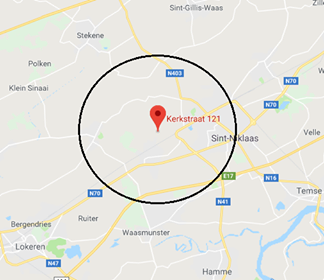 Sint-Gillis-Waas
Stekene
Polken
N403
N70
Klein Sinaai
Kerkstraat 121
N70
Sint-Niklaas
Velle
E17
N16
Temse
N70
N41
Bergendries
Ruiter
Waasmunster
Lokeren
N47
Hamme